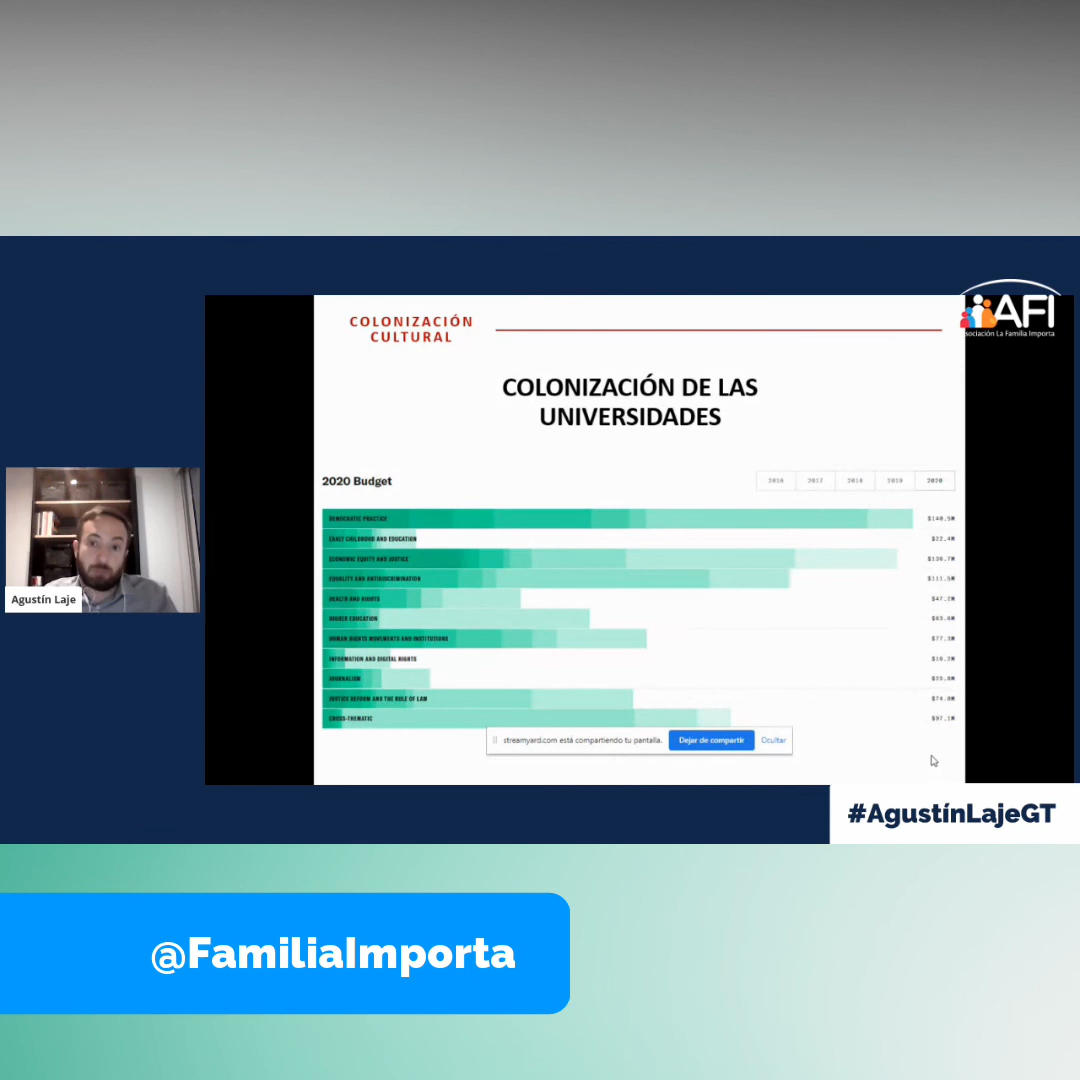 COLONIZACIÓN
CULTURAL
AFI
sociación La Familia Importa
COLONIZACIÓN DE LAS
UNIVERSIDADES
2020 Budget
2016 2017 2018 2019 2020
DEMOCRATIC PRACTICE $140.5M
EARLY CHILDHOOD AND EDUCATION $22.4M
ECONOMIC EQUITY AND JUSTICE $136.7M
EQUALITY AND ANTIDISCRIMINATION $111.5M
HEALTH AND RIGHTS $47.2M
HIGHER EDUCATION $63.6M
HUMAN RIGHTS MOVEMENTS AND INSTITUTIONS $77.3M
INFORMATION AND DIGITAL RIGHTS
JOURNALISM
JUSTICE REFORM AND THE RULE OF LAW
CROSS-THEMATIC $97.1M
streamyard.com está compartiendo tu pantalla. Dejar de compartir Ocultar
Agustín Laje
#AgustínLajeGT
@FamiliaImporta